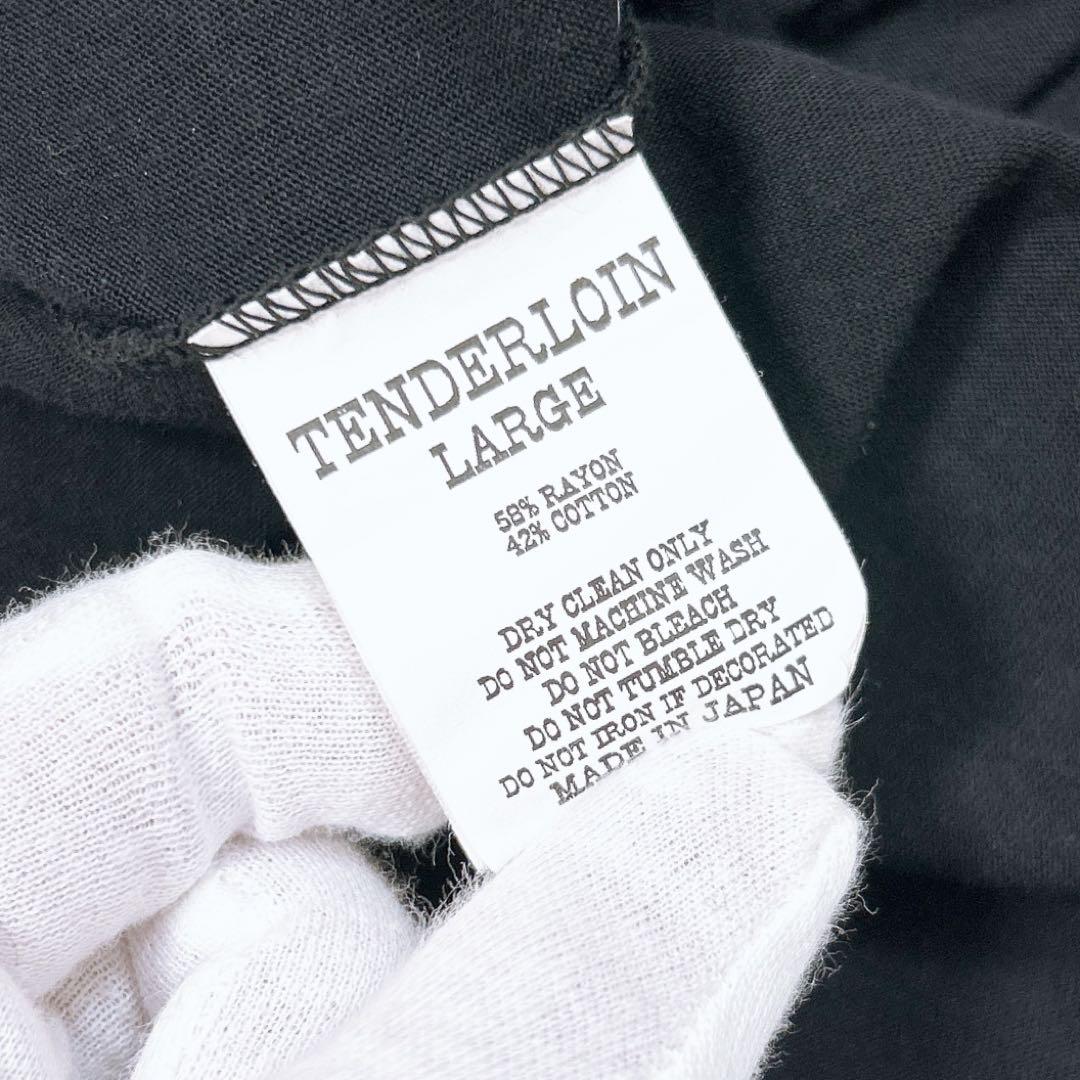 TENDERLOIN
LARGE
58% RAYON
42% COTTON
DRY CLEAN ONLY
DO NOT MACHINE WASH
DO NOT BLEACH
DO NOT TUMBLE DRY
DO NOT IRON IF DECORATED
MADE IN JAPAN